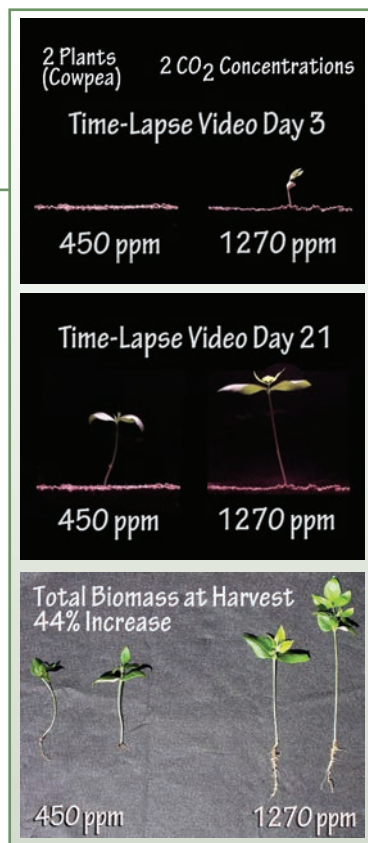 2 Plants
(Cowpea)
2 CO₂ Concentrations
Time-Lapse Video Day 3
450 ppm
1270 ppm
Time-Lapse Video Day 21
450 ppm
1270 ppm
Total Biomass at Harvest
44% Increase
450 ppm
1270 ppm